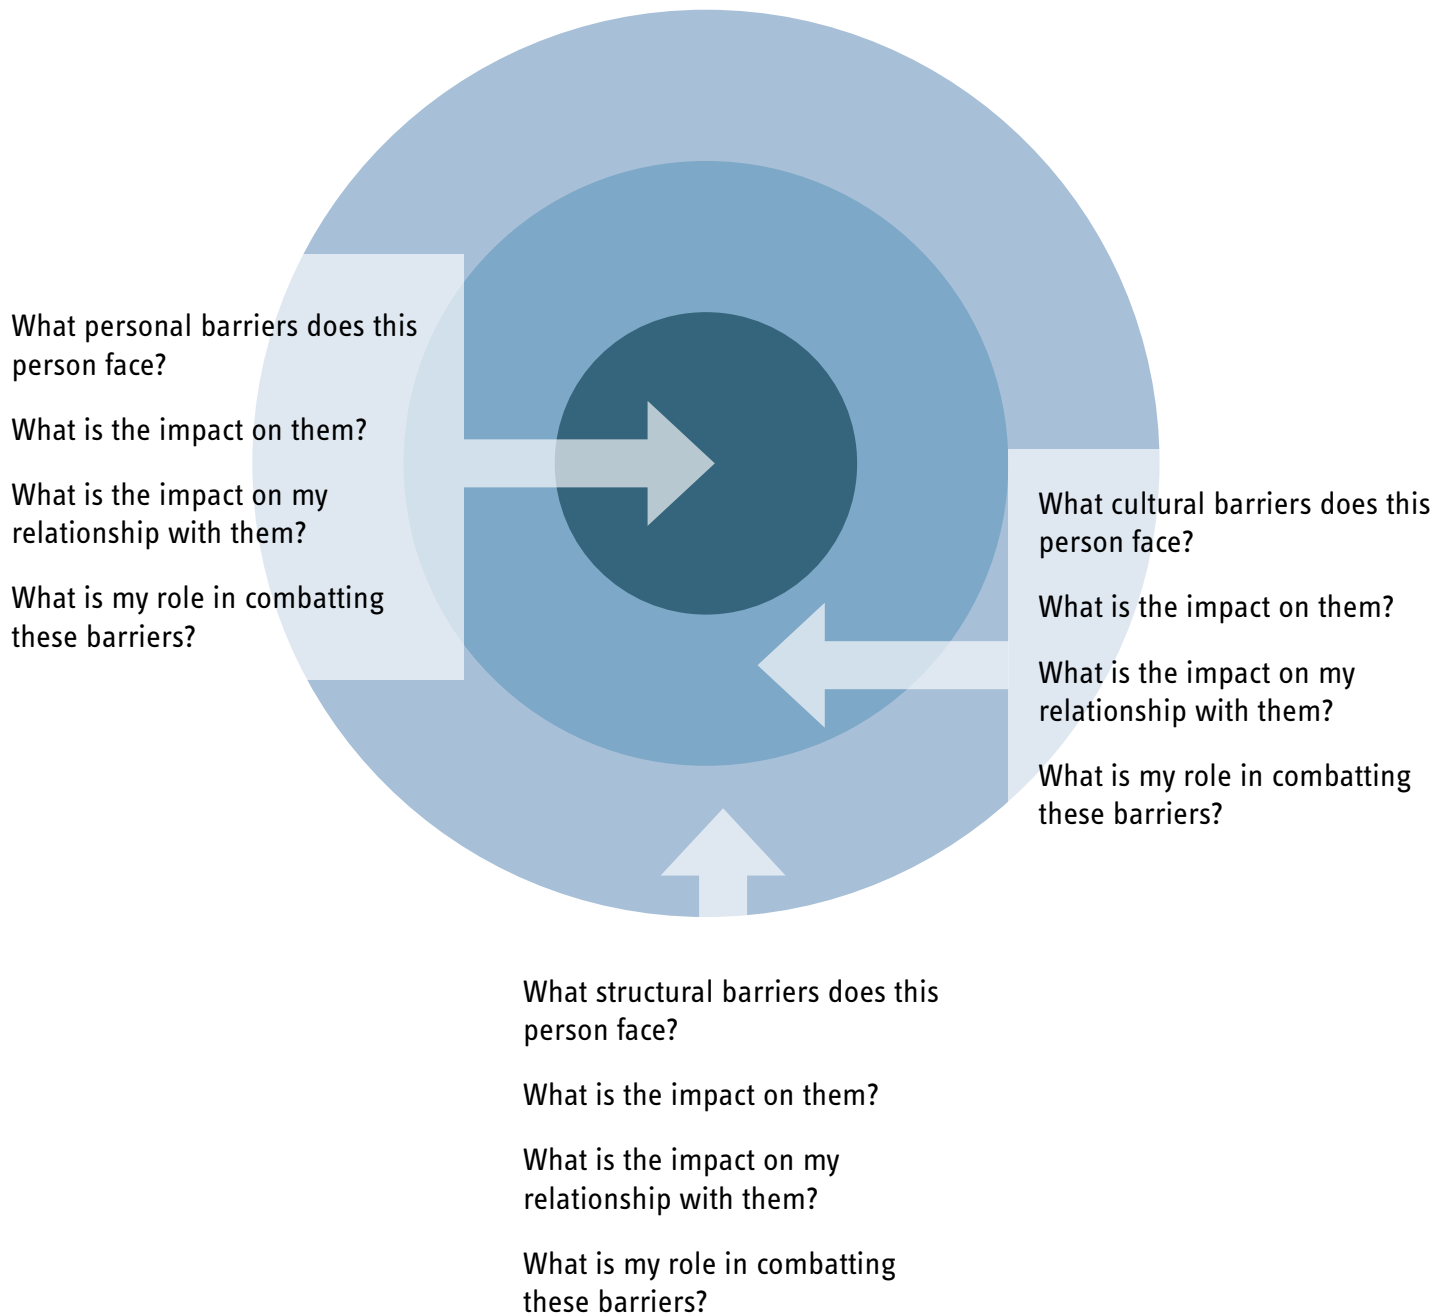 What personal barriers does this
person face?
What is the impact on them?
What is the impact on my
relationship with them?
What is my role in combatting
these barriers?
What cultural barriers does this
person face?
What is the impact on them?
What is the impact on my
relationship with them?
What is my role in combatting
these barriers?
What structural barriers does this
person face?
What is the impact on them?
What is the impact on my
relationship with them?
What is my role in combatting
these barriers?